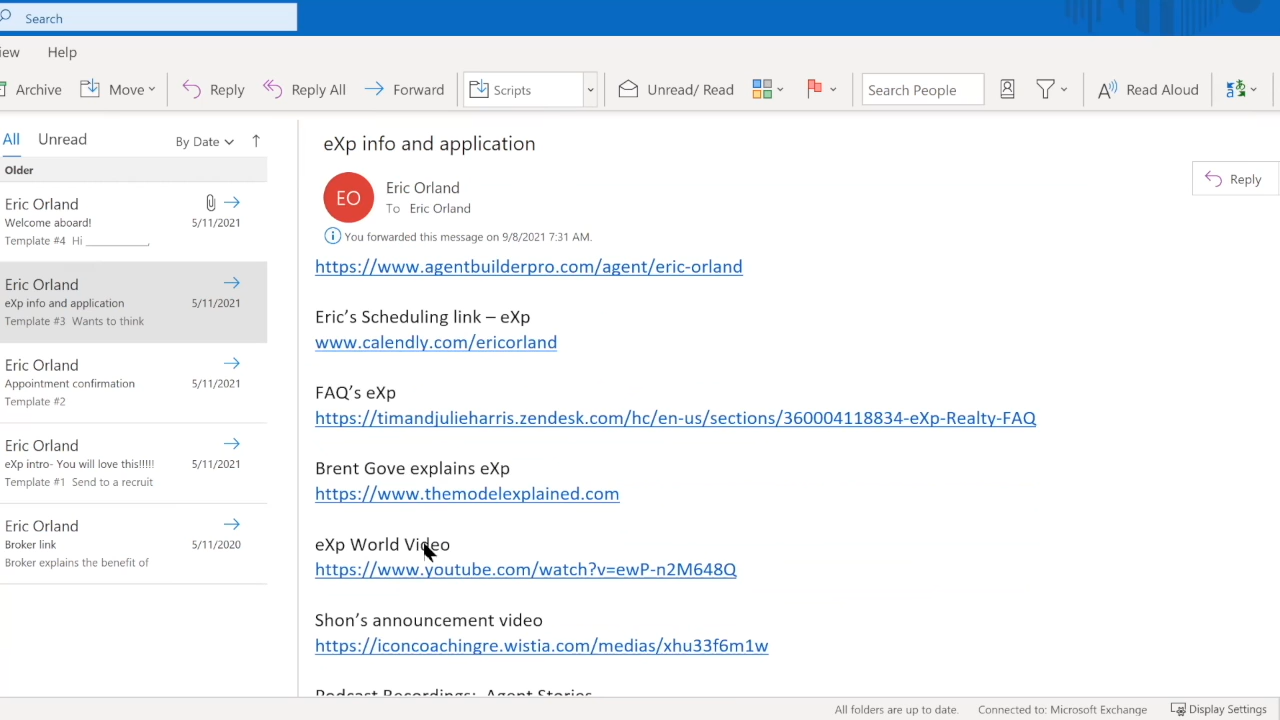 Search
iew
Help
Archive
Move
Reply
Reply All
Forward
Scripts
Unread/ Read
Search People
Read Aloud
All
Unread
By Date
Older
Eric Orland
Welcome aboard!
5/11/2021
Template #4 Hi ___________,
Eric Orland
eXp info and application
5/11/2021
Template #3 Wants to think
Eric Orland
Appointment confirmation
5/11/2021
Template #2
Eric Orland
eXp intro- You will love this!!!!!
5/11/2021
Template #1 Send to a recruit
Eric Orland
Broker link
5/11/2020
Broker explains the benefit of
eXp info and application
EO
Eric Orland
To Eric Orland
Reply
You forwarded this message on 9/8/2021 7:31 AM.
https://www.agentbuilderpro.com/agent/eric-orland
Eric’s Scheduling link – eXp
www.calendly.com/ericorland
FAQ’s eXp
https://timandjulieharris.zendesk.com/hc/en-us/sections/360004118834-eXp-Realty-FAQ
Brent Gove explains eXp
https://www.themodelexplained.com
eXp World Video
https://www.youtube.com/watch?v=ewP-n2M648Q
Shon’s announcement video
https://iconcoachingre.wistia.com/medias/xhu33f6m1w
Podcast Recordings: Agent Stories
All folders are up to date.
Connected to: Microsoft Exchange
Display Settings